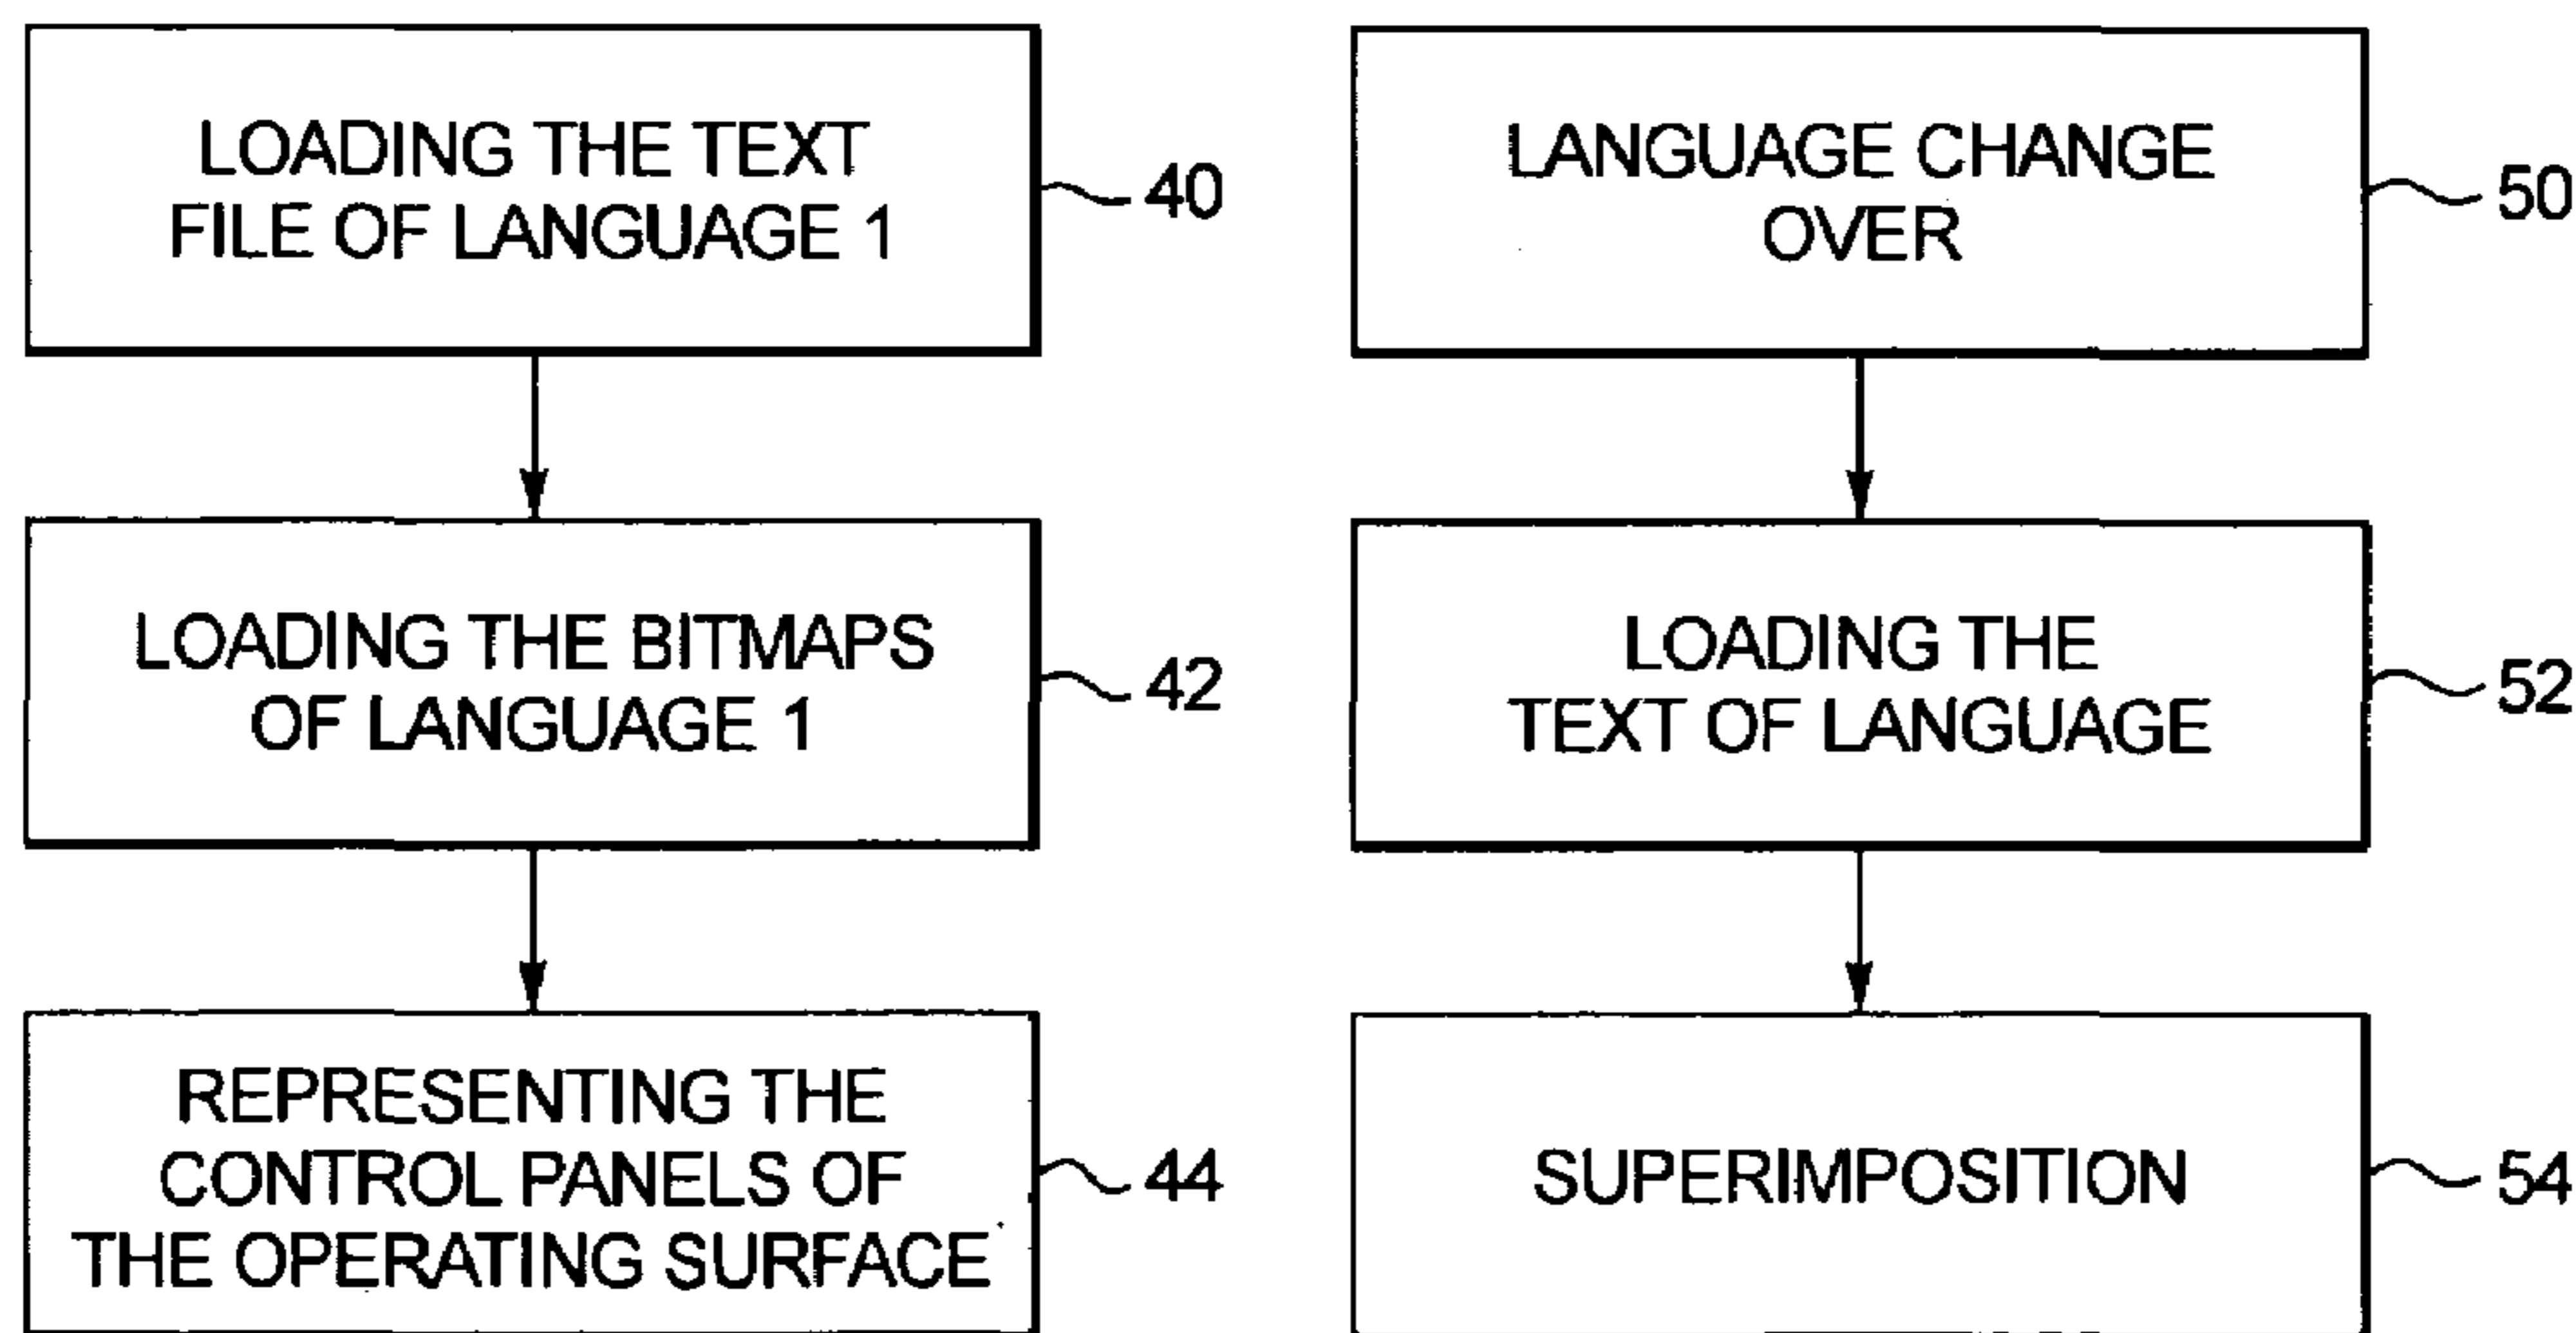 LOADING THE TEXT
FILE OF LANGUAGE 1
40
LOADING THE BITMAPS
OF LANGUAGE 1
42
REPRESENTING THE
CONTROL PANELS OF
THE OPERATING SURFACE
44
LANGUAGE CHANGE
OVER
50
LOADING THE
TEXT OF LANGUAGE
52
SUPERIMPOSITION
54